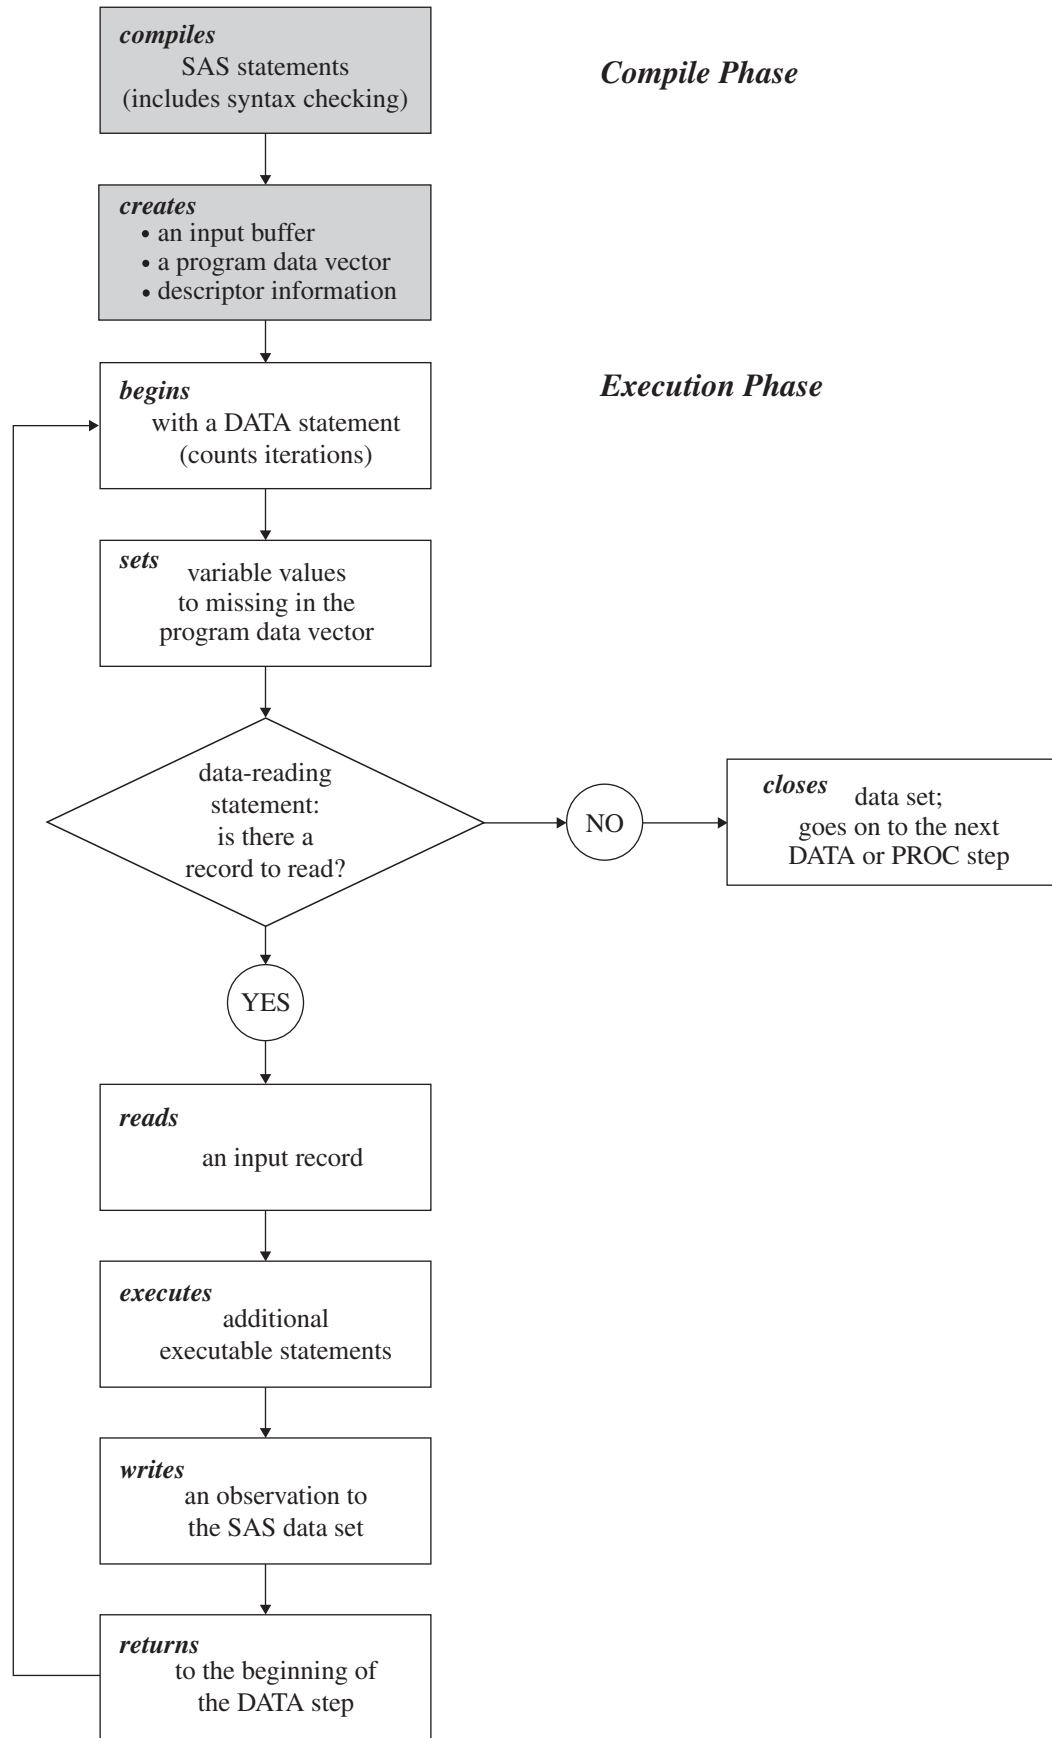 compiles
SAS statements
(includes syntax checking)
Compile Phase
creates
• an input buffer
• a program data vector
• descriptor information
begins
with a DATA statement
(counts iterations)
Execution Phase
sets variable values
to missing in the
program data vector
data-reading
statement:
is there a
record to read?
NO
closes data set;
goes on to the next
DATA or PROC step
YES
reads
an input record
executes
additional
executable statements
writes
an observation to
the SAS data set
returns
to the beginning of
the DATA step